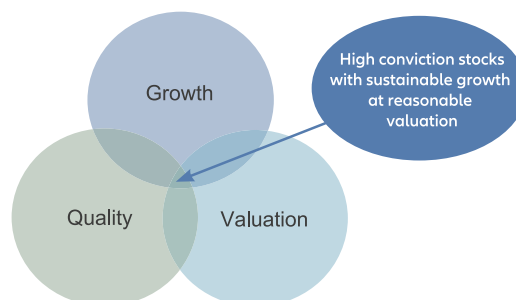 High conviction stocks
with sustainable growth
at reasonable
valuation
Growth
Quality
Valuation